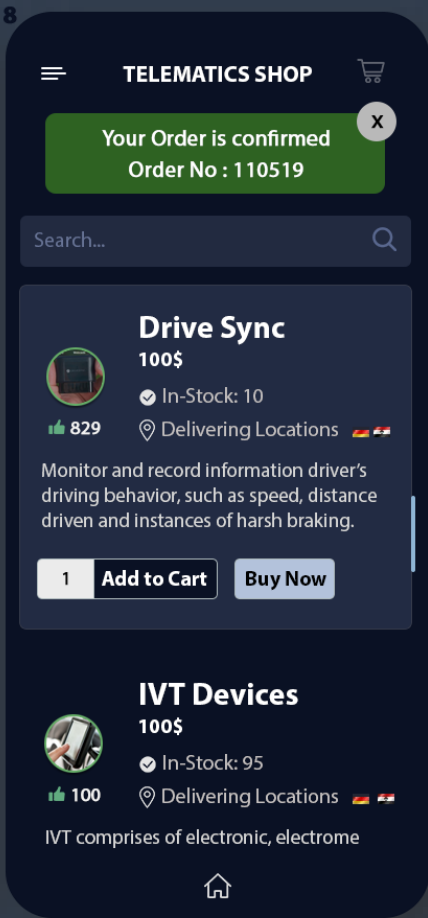 8
TELEMATICS SHOP
X
Your Order is confirmed
Order No : 110519
Search...
Drive Sync
100$
In-Stock: 10
829
Delivering Locations
Monitor and record information driver's
driving behavior, such as speed, distance
driven and instances of harsh braking.
1 Add to Cart Buy Now
IVT Devices
100$
In-Stock: 95
100
Delivering Locations
IVT comprises of electronic, electrome